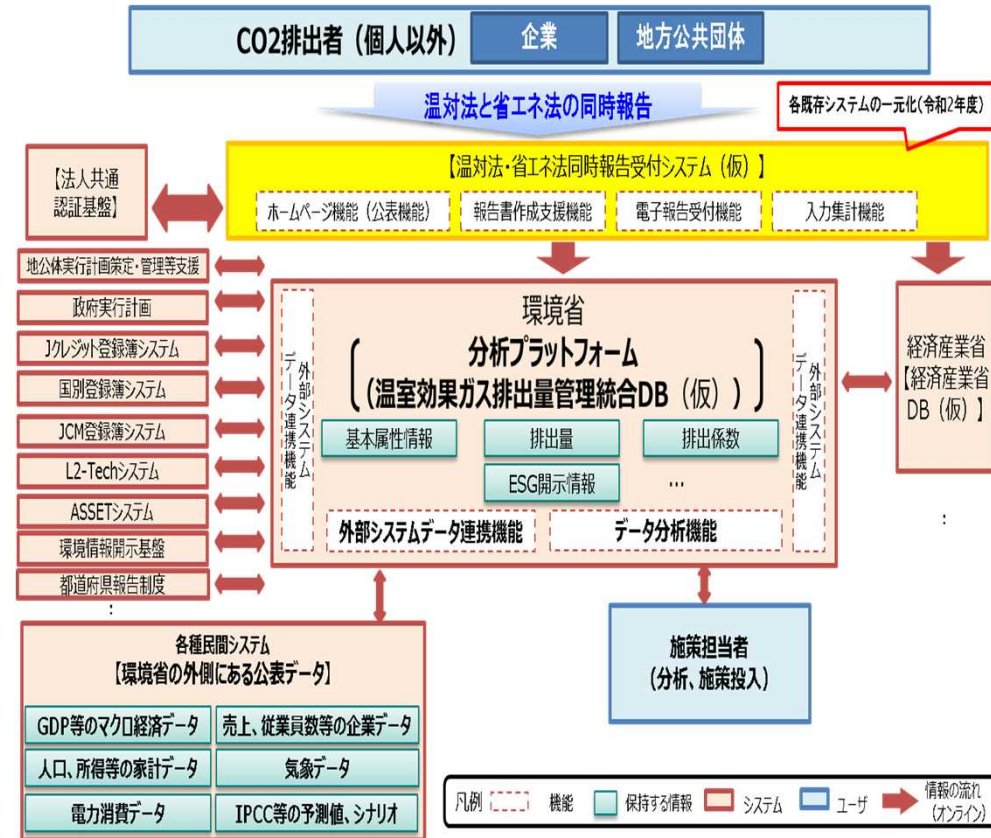 CO2排出者（個人以外）
企業
地方公共団体
温対法と省エネ法の同時報告
各既存システムの一元化（令和2年度）
【法人共通
認証基盤】
【温対法・省エネ法同時報告受付システム（仮）】
ホームページ機能（公表機能）
報告書作成支援機能
電子報告受付機能
入力集計機能
地公体実行計画策定・管理等支援
政府実行計画
Jクレジット登録簿システム
国別登録簿システム
JCM登録簿システム
L2-Techシステム
ASSETシステム
環境情報開示基盤
都道府県報告制度
：
外部システム
データ連携機能
環境省
分析プラットフォーム
（温室効果ガス排出量管理統合DB（仮））
基本属性情報
排出量
排出係数
ESG開示情報
…
外部システムデータ連携機能
データ分析機能
外部システム
データ連携機能
経済産業省
【経済産業省
DB（仮）】
：
各種民間システム
【環境省の外側にある公表データ】
GDP等のマクロ経済データ
売上、従業員数等の企業データ
人口、所得等の家計データ
気象データ
電力消費データ
IPCC等の予測値、シナリオ
施策担当者
（分析、施策投入）
凡例
機能
保持する情報
システム
ユーザ
情報の流れ
（オンライン）